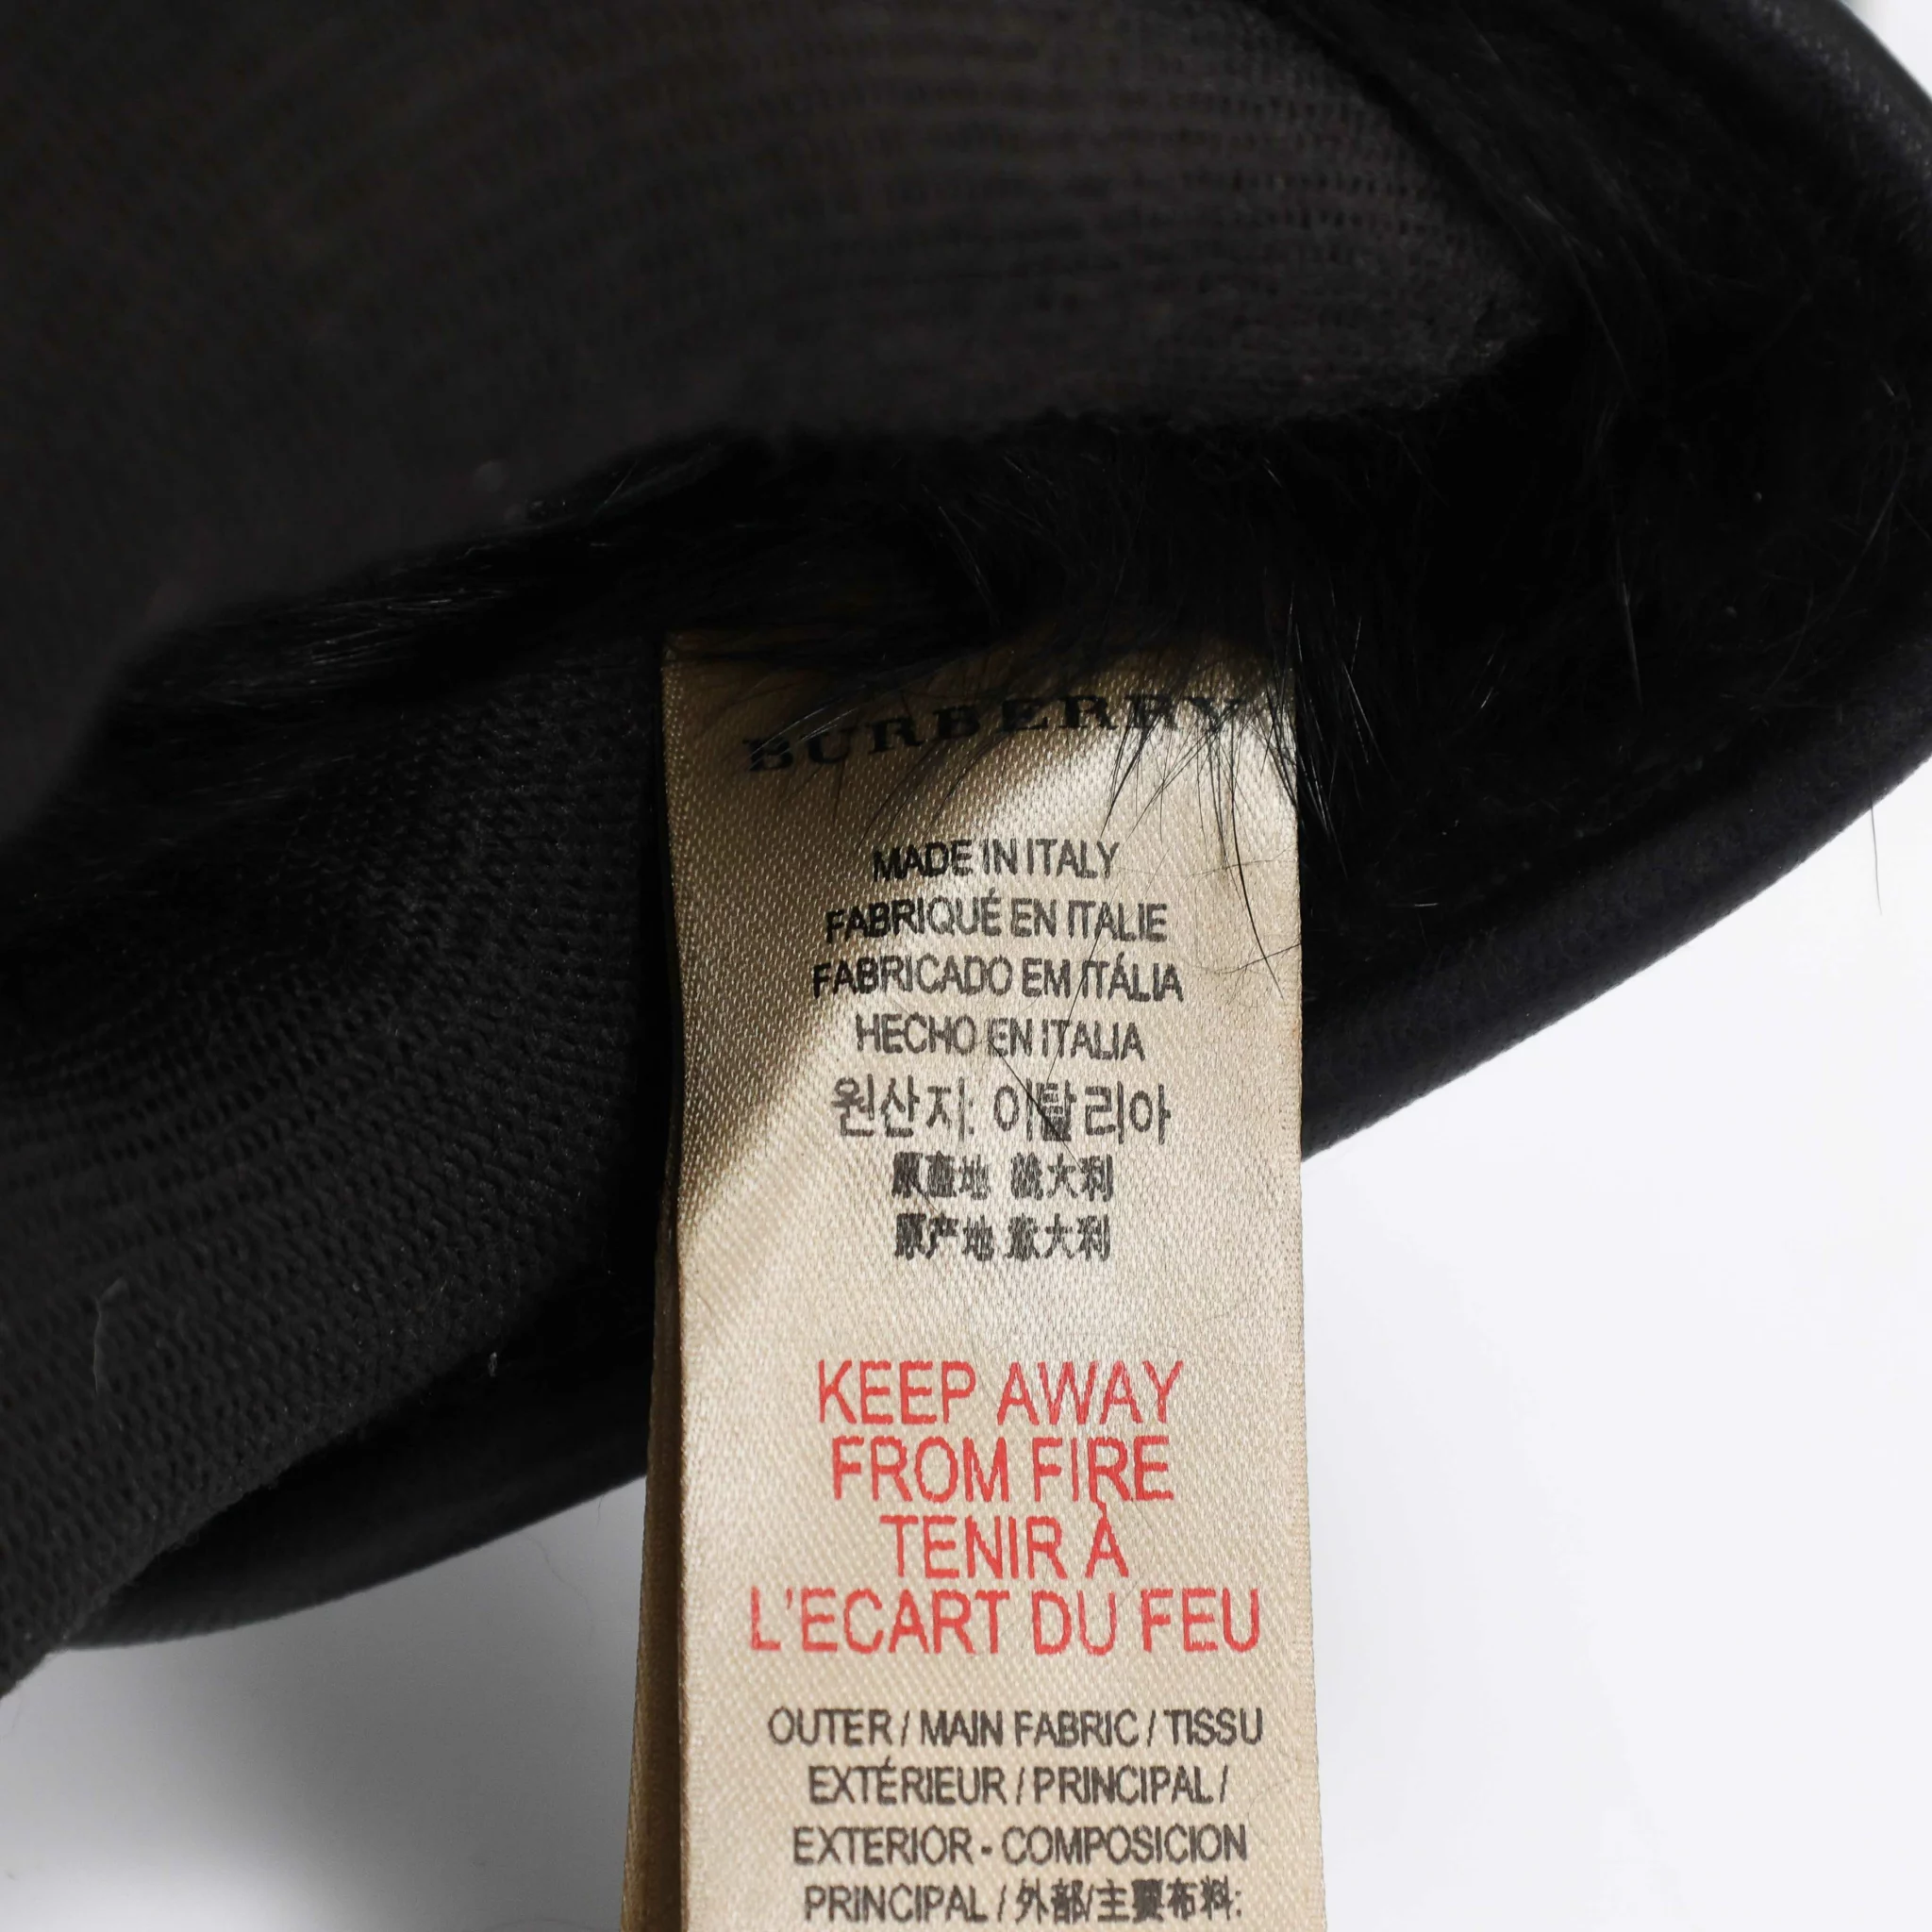 BURBERRY
MADE IN ITALY
FABRIQUÉ EN ITALIE
FABRICADO EM ITÁLIA
HECHO EN ITALIA
원산지: 이탈리아
原產地 義大利
原产地 意大利
KEEP AWAY
FROM FIRE
TENIR À
L'ECART DU FEU
OUTER / MAIN FABRIC / TISSU
EXTÉRIEUR / PRINCIPAL /
EXTERIOR - COMPOSICION
PRINCIPAL / 外部/主要布料: